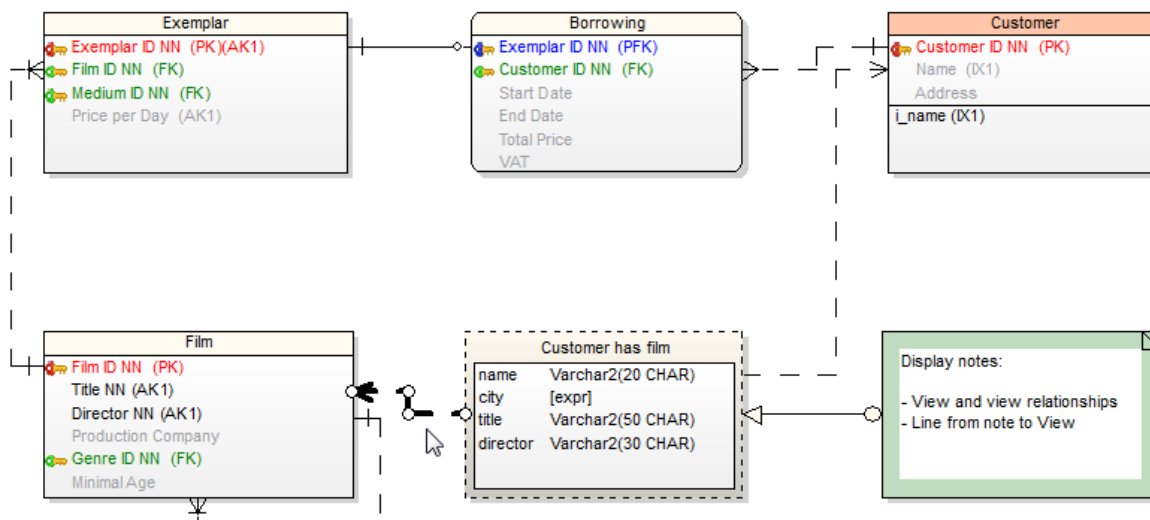 Exemplar
Exemplar ID NN (PK)(AK1)
Film ID NN (FK)
Medium ID NN (FK)
Price per Day (AK1)
Borrowing
Exemplar ID NN (PFK)
Customer ID NN (FK)
Start Date
End Date
Total Price
VAT
Customer
Customer ID NN (PK)
Name (IX1)
Address
i_name (IX1)
Film
Film ID NN (PK)
Title NN (AK1)
Director NN (AK1)
Production Company
Genre ID NN (FK)
Minimal Age
Customer has film
name Varchar2(20 CHAR)
city [expr]
title Varchar2(50 CHAR)
director Varchar2(30 CHAR)
Display notes:
- View and view relationships
- Line from note to View